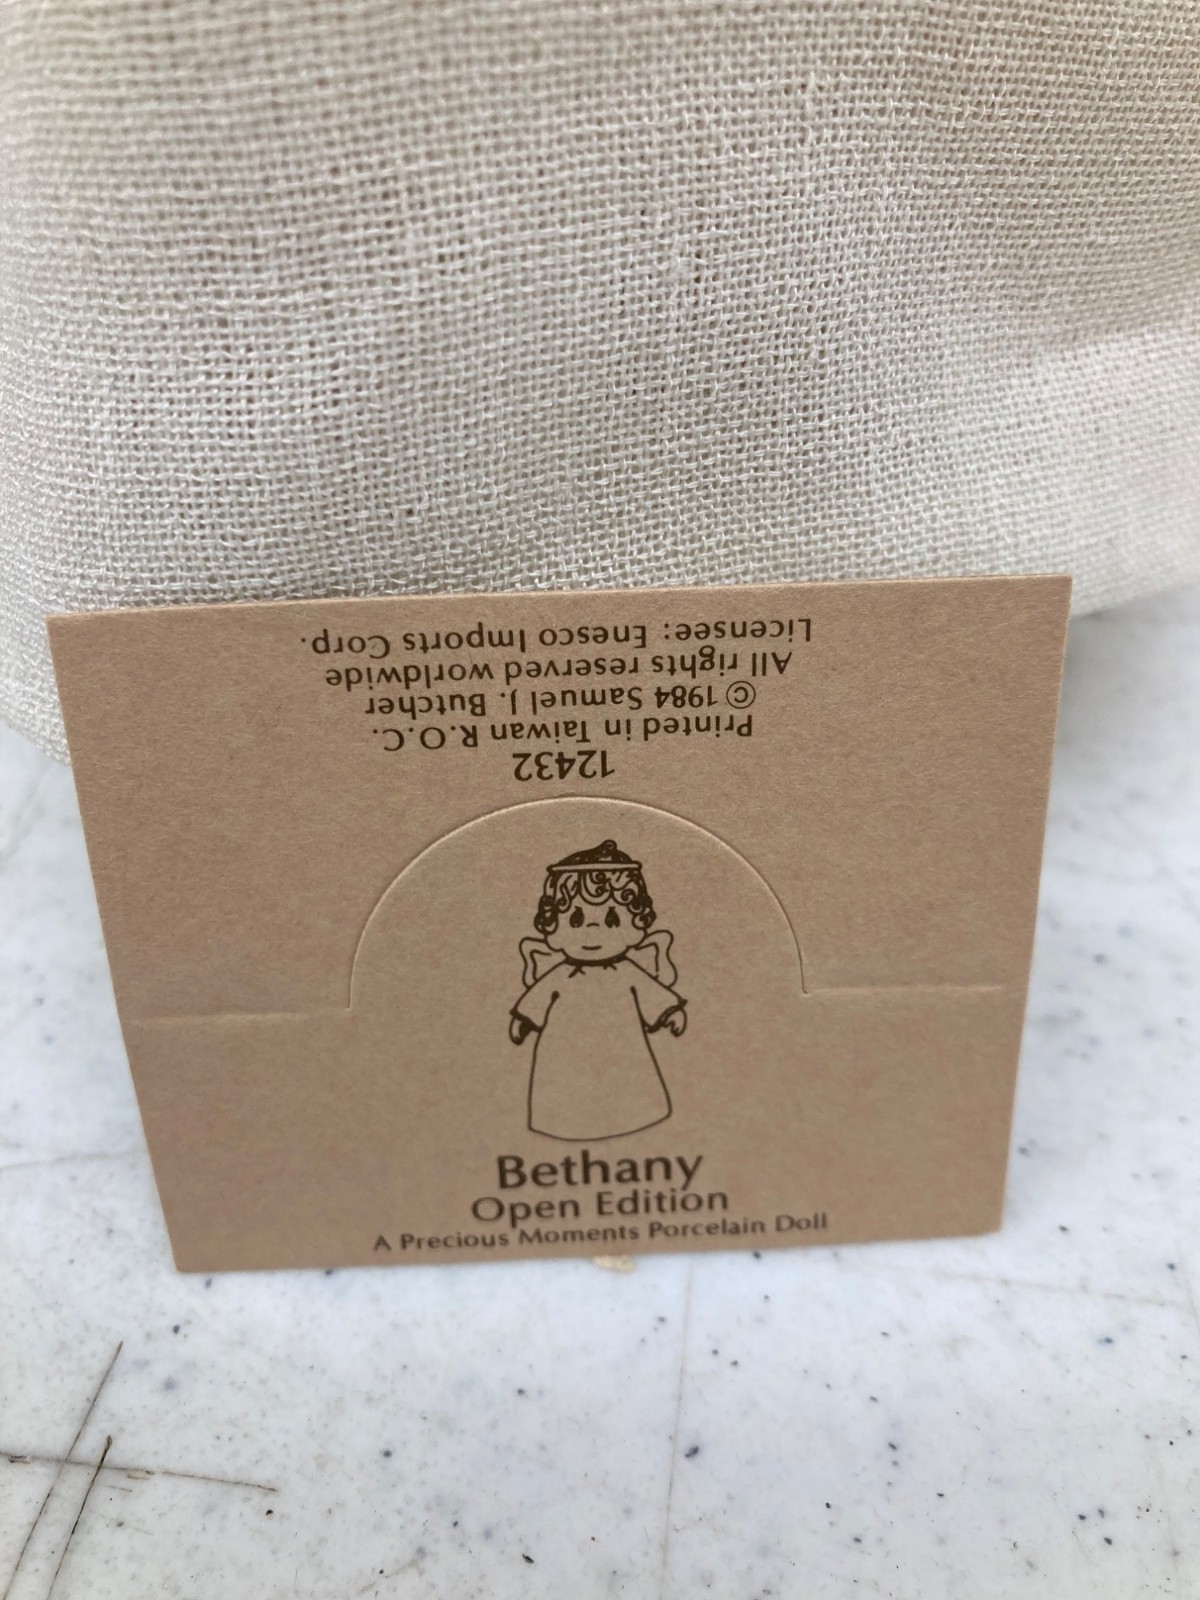 Licensee: Enesco Imports Corp.
All rights reserved worldwide
© 1984 Samuel J. Butcher
Printed in Taiwan R.O.C.
12432
Bethany
Open Edition
A Precious Moments Porcelain Doll